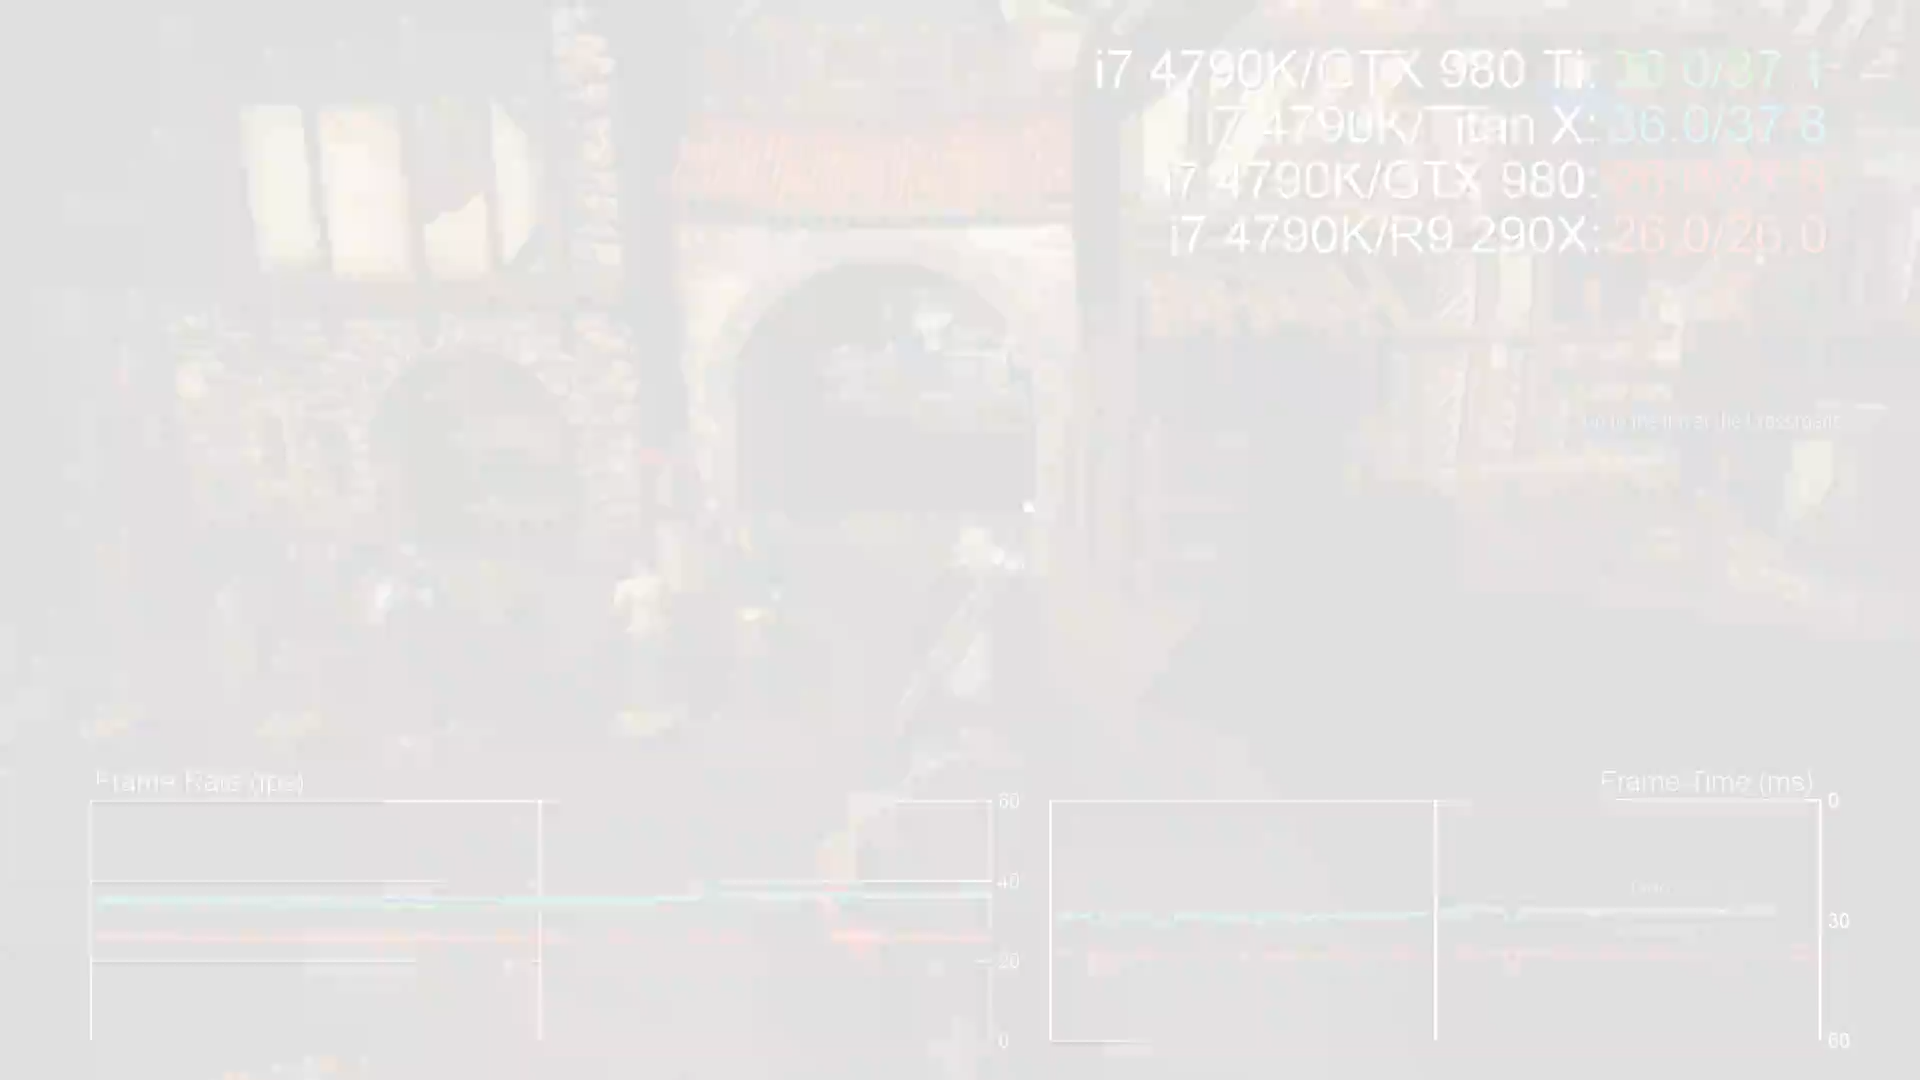 i7 4790K/GTX 980 Ti:
i7 4790K/Titan X: 36.0/37.8
i7 4790K/GTX 980:
i7 4790K/R9 290X: 26.0/26.0
Frame Rate (fps)
60
40
20
0
Frame Time (ms)
0
30
60